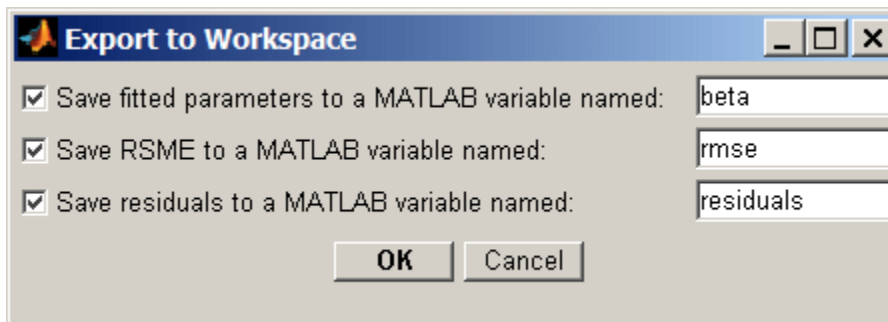 Export to Workspace
Save fitted parameters to a MATLAB variable named: beta
Save RSME to a MATLAB variable named: rmse
Save residuals to a MATLAB variable named: residuals
OK Cancel